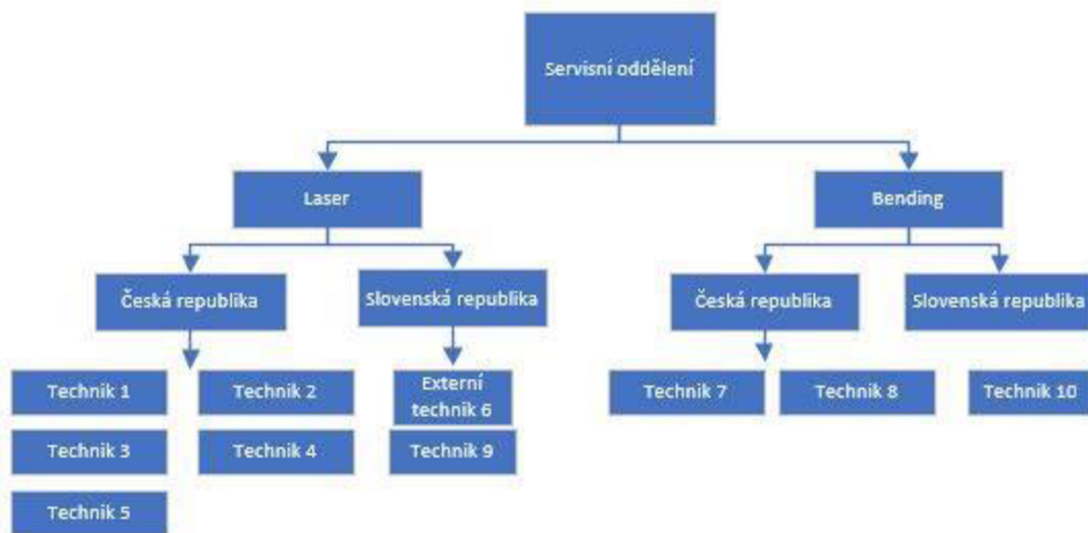 Servisní oddělení
Laser
Bending
Česká republika
Slovenská republika
Česká republika
Slovenská republika
Technik 1
Technik 2
Externí
technik 6
Technik 7
Technik 8
Technik 10
Technik 3
Technik 4
Technik 9
Technik 5